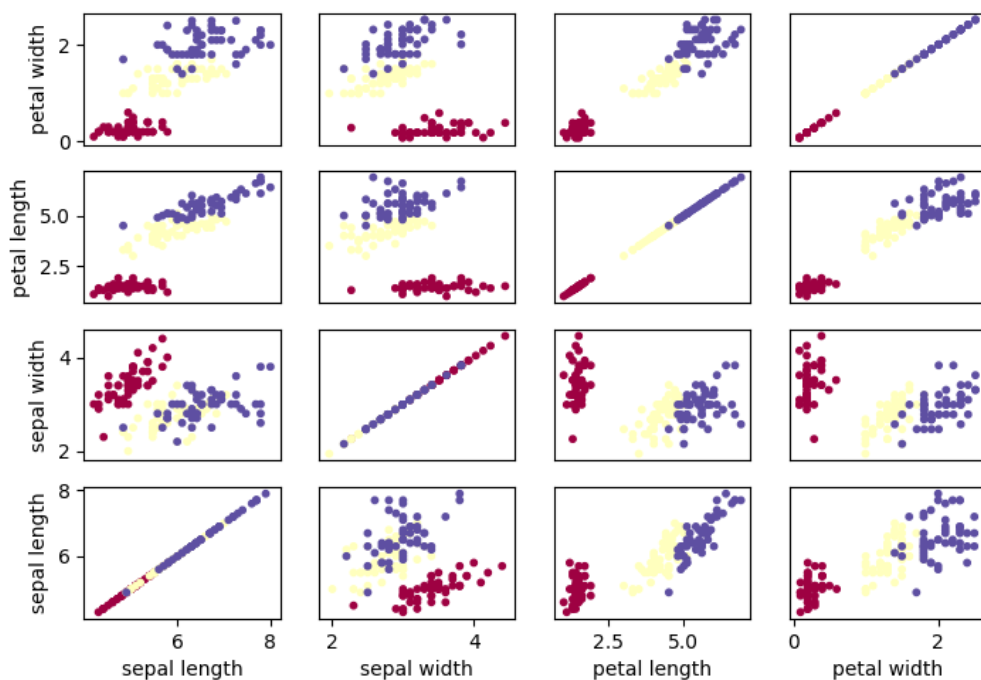 petal width
2
0
petal length
5.0
2.5
sepal width
4
2
sepal length
8
6
6 8
2 4
2.5 5.0
0 2
sepal length
sepal width
petal length
petal width